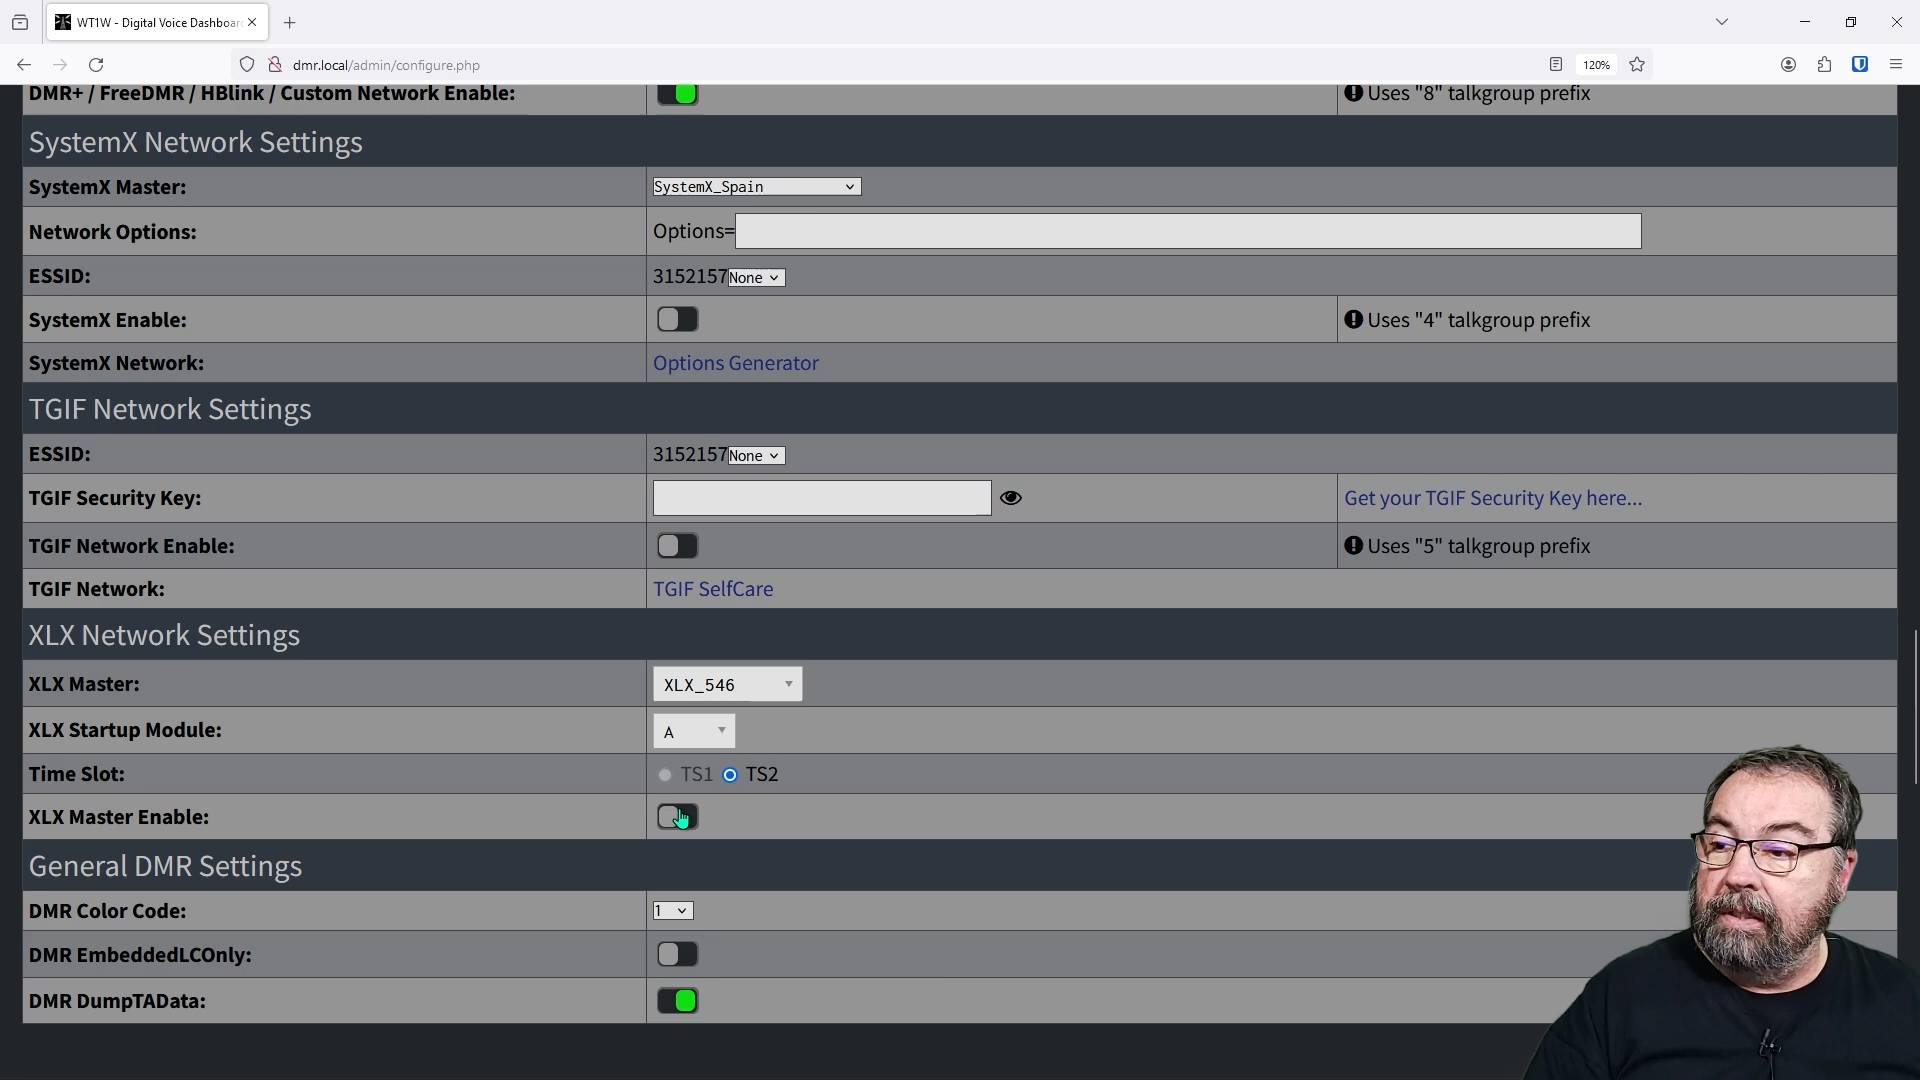 WT1W - Digital Voice Dashboar
dmr.local/admin/configure.php
120%
DMR+ / FreeDMR / HBlink / Custom Network Enable:
Uses "8" talkgroup prefix
SystemX Network Settings
SystemX Master:
SystemX_Spain
Network Options:
Options=
ESSID:
3152157 None
SystemX Enable:
Uses "4" talkgroup prefix
SystemX Network:
Options Generator
TGIF Network Settings
ESSID:
3152157 None
TGIF Security Key:
Get your TGIF Security Key here...
TGIF Network Enable:
Uses "5" talkgroup prefix
TGIF Network:
TGIF SelfCare
XLX Network Settings
XLX Master:
XLX_546
XLX Startup Module:
A
Time Slot:
TS1 TS2
XLX Master Enable:
General DMR Settings
DMR Color Code:
1
DMR EmbeddedLCOnly:
DMR DumpTAData: